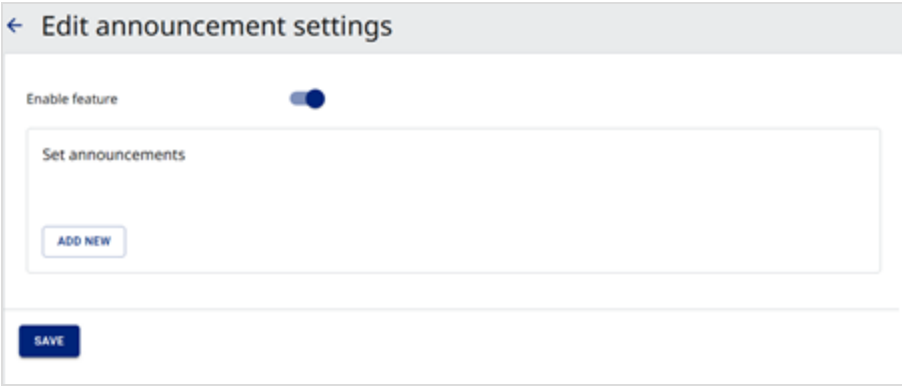 Edit announcement settings
Enable feature
Set announcements
ADD NEW
SAVE